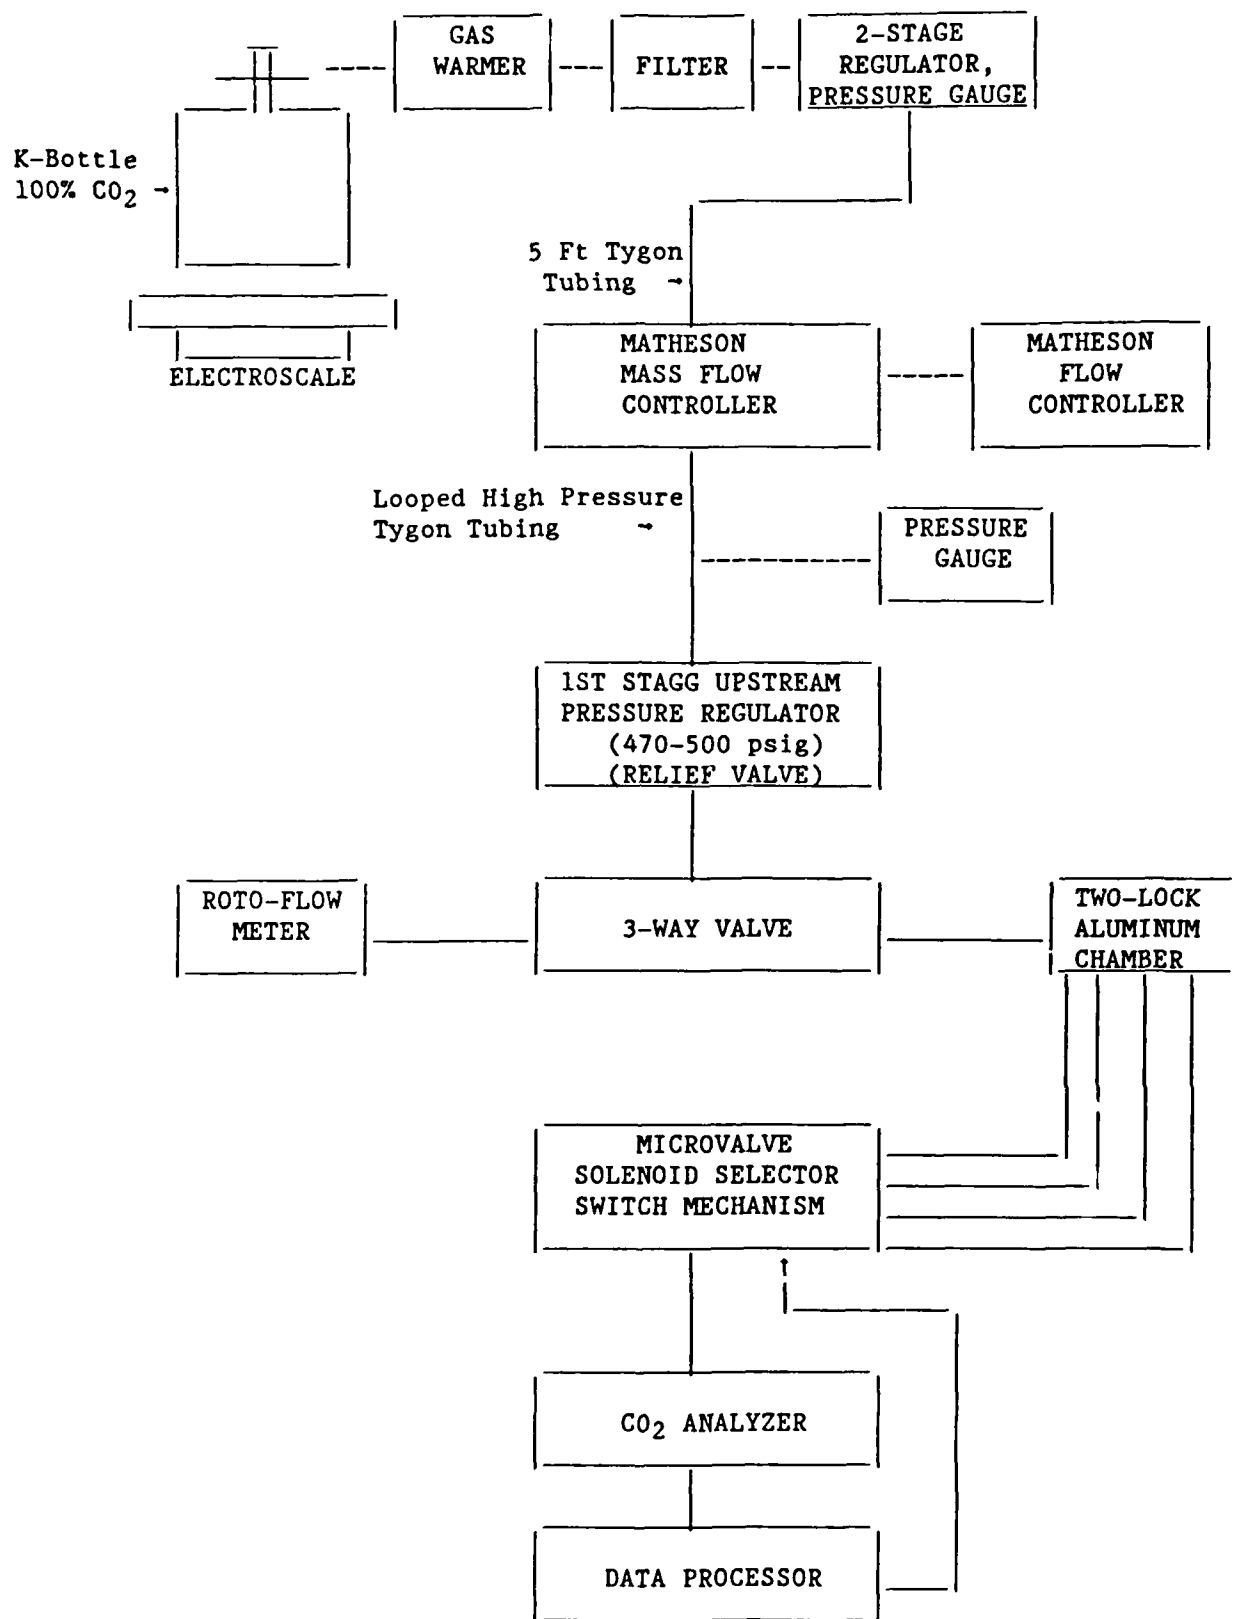 GAS
WARMER
FILTER
2-STAGE
REGULATOR,
PRESSURE GAUGE
K-Bottle
100% CO₂ →
ELECTROSCALE
5 Ft Tygon
Tubing →
MATHESON
MASS FLOW
CONTROLLER
MATHESON
FLOW
CONTROLLER
Looped High Pressure
Tygon Tubing →
PRESSURE
GAUGE
1ST STAGG UPSTREAM
PRESSURE REGULATOR
(470-500 psig)
(RELIEF VALVE)
ROTO-FLOW
METER
3-WAY VALVE
TWO-LOCK
ALUMINUM
CHAMBER
MICROVALVE
SOLENOID SELECTOR
SWITCH MECHANISM
CO₂ ANALYZER
DATA PROCESSOR